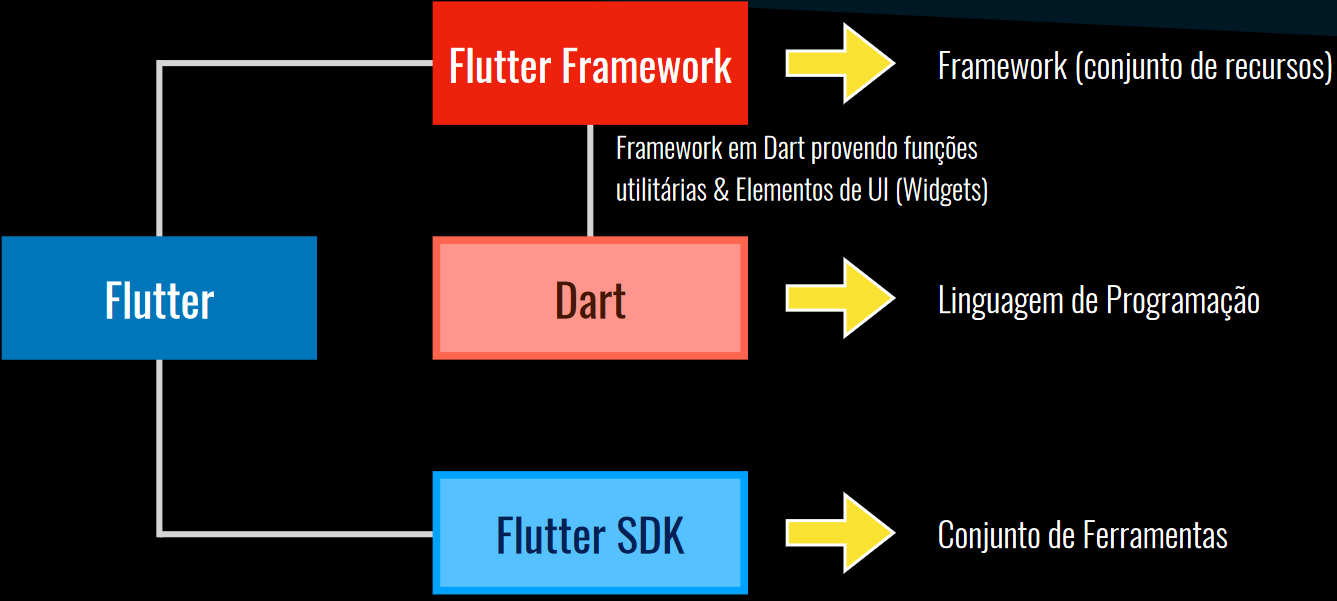 Flutter Framework
Framework (conjunto de recursos)
Framework em Dart provendo funções
utilitárias & Elementos de UI (Widgets)
Flutter
Dart
Linguagem de Programação
Flutter SDK
Conjunto de Ferramentas